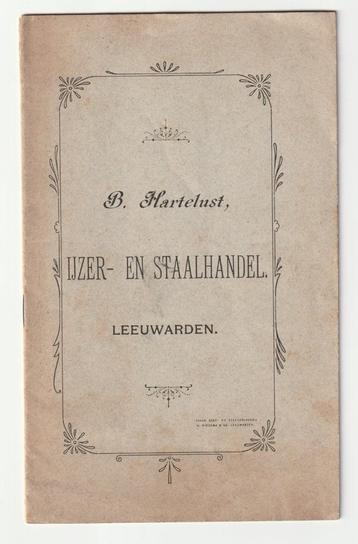 B. Hartelust,
IJZER- EN STAALHANDEL.
LEEUWARDEN.